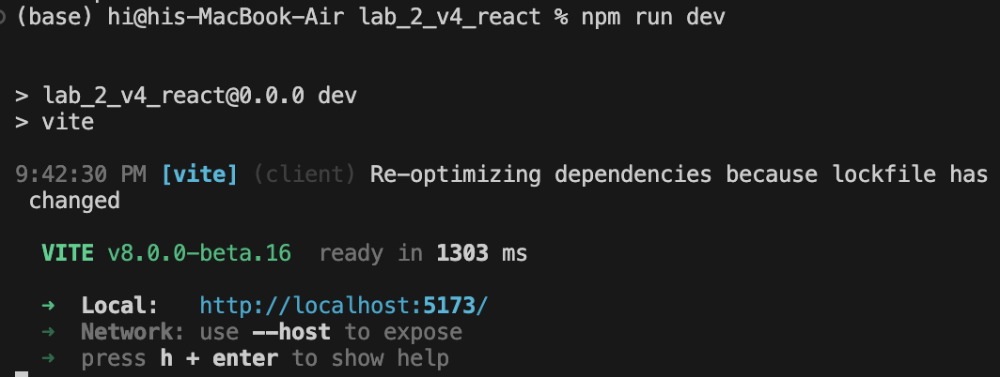 (base) hi@his-MacBook-Air lab_2_v4_react % npm run dev
> lab_2_v4_react@0.0.0 dev
> vite
9:42:30 PM [vite] (client) Re-optimizing dependencies because lockfile has
changed
VITE v8.0.0-beta.16 ready in 1303 ms
➜ Local: http://localhost:5173/
➜ Network: use --host to expose
➜ press h + enter to show help